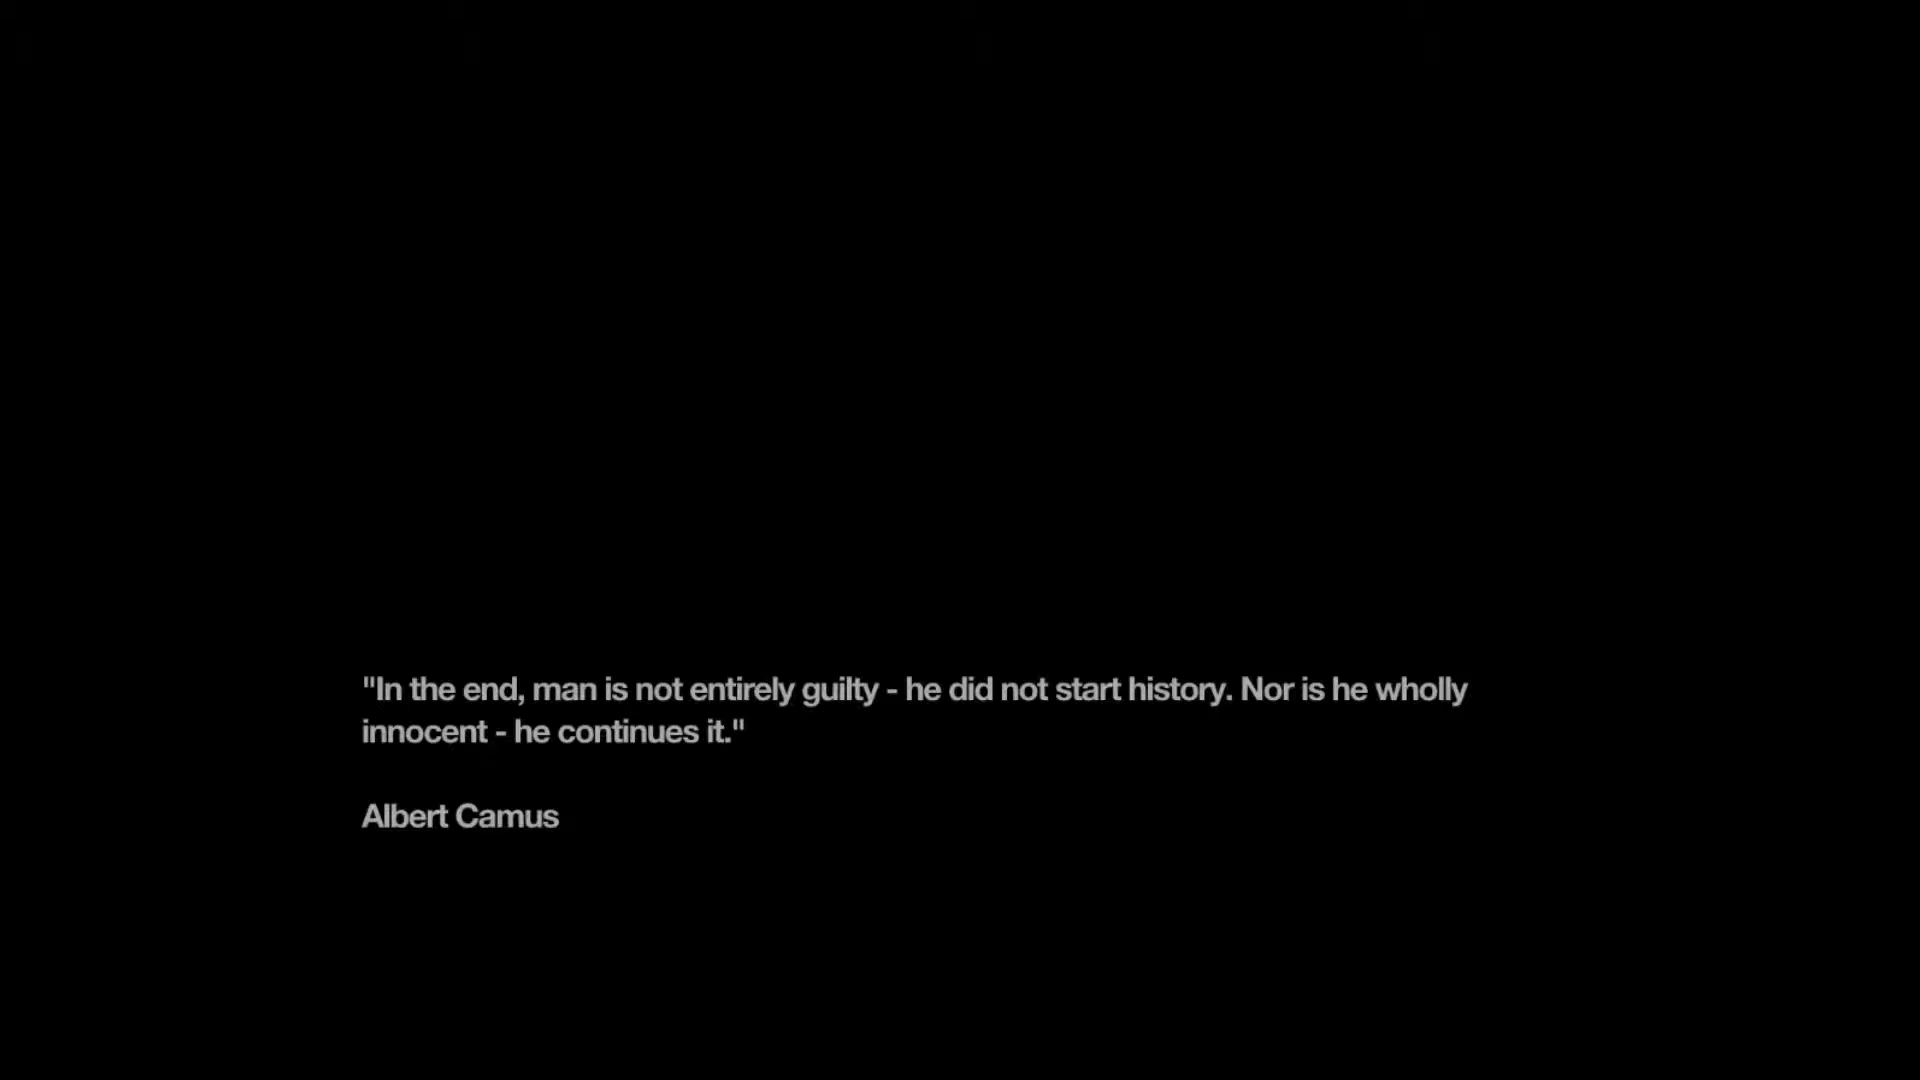 "In the end, man is not entirely guilty - he did not start history. Nor is he wholly
innocent - he continues it."
Albert Camus